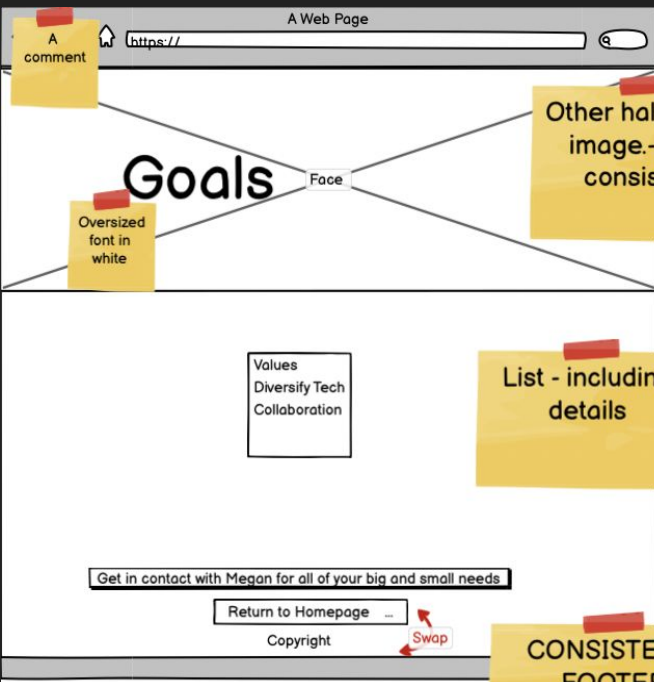 A Web Page
https://
A
comment
Other hal
image.-
consis
Goals
Face
Oversized
font in
white
Values
Diversify Tech
Collaboration
List - includin
details
Get in contact with Megan for all of your big and small needs
Return to Homepage ...
Copyright
Swap
CONSISTE
FOOTER